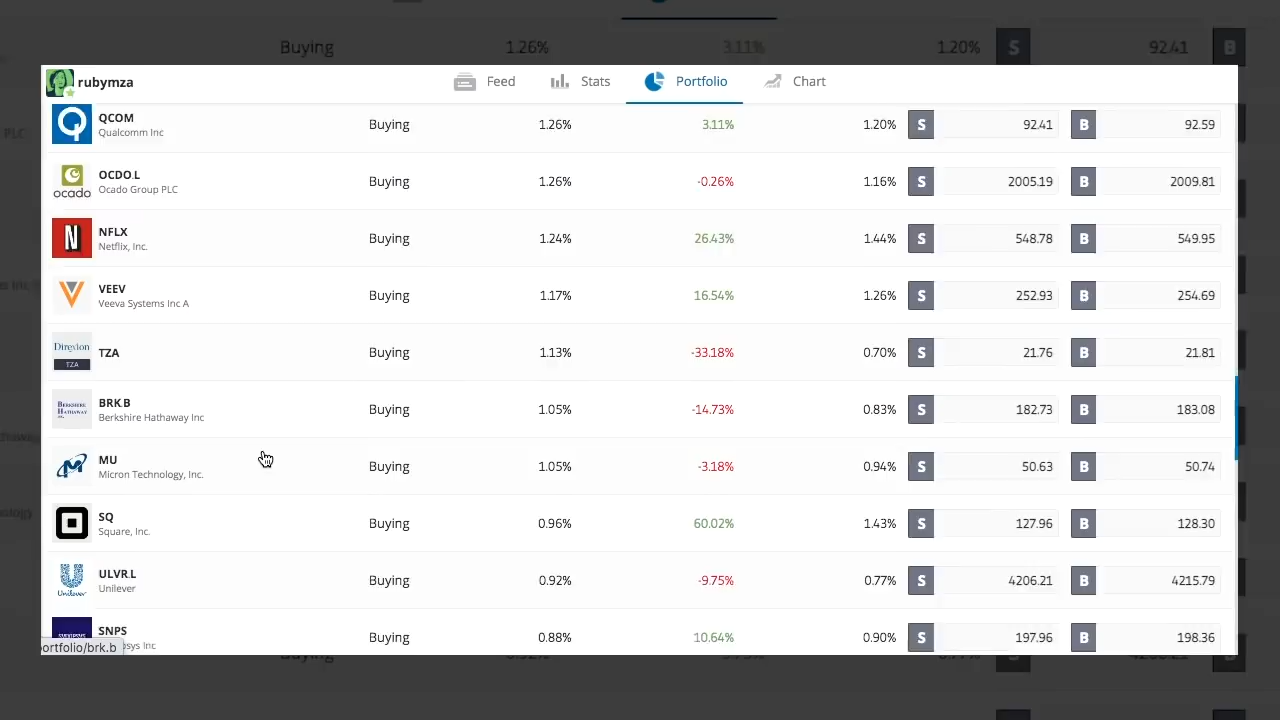 Buying 1.26% 3.11% 1.20% S 92.41 B
rubymza Feed Stats Portfolio Chart
QCOM
Qualcomm Inc
Buying 1.26% 3.11% 1.20% S 92.41 B 92.59
PLC
ocado
OCDO.L
Ocado Group PLC
Buying 1.26% -0.26% 1.16% S 2005.19 B 2009.81
N
NFLX
Netflix, Inc.
Buying 1.24% 26.43% 1.44% S 548.78 B 549.95
VEEV
Veeva Systems Inc A
Buying 1.17% 16.54% 1.26% S 252.93 B 254.69
Direxion
TZA
TZA
Buying 1.13% -33.18% 0.70% S 21.76 B 21.81
BERKSHIRE
HATHAWAY
BRK.B
Berkshire Hathaway Inc
Buying 1.05% -14.73% 0.83% S 182.73 B 183.08
MU
Micron Technology, Inc.
Buying 1.05% -3.18% 0.94% S 50.63 B 50.74
SQ
Square, Inc.
Buying 0.96% 60.02% 1.43% S 127.96 B 128.30
Unilever
ULVR.L
Unilever
Buying 0.92% -9.75% 0.77% S 4206.21 B 4215.79
SNPS
Buying 0.88% 10.64% 0.90% S 197.96 B 198.36
ortfolio/brk.b